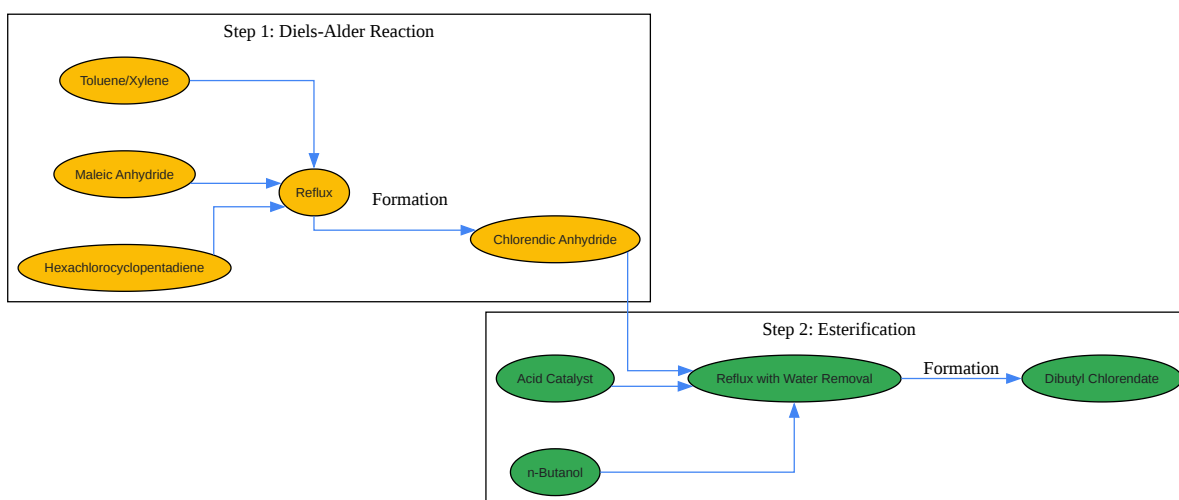 Step 1: Diels-Alder Reaction
Toluene/Xylene
Maleic Anhydride
Reflux
Formation
Hexachlorocyclopentadiene
Chlorendic Anhydride
Step 2: Esterification
Acid Catalyst
Reflux with Water Removal
Formation
Dibutyl Chlorendate
n-Butanol